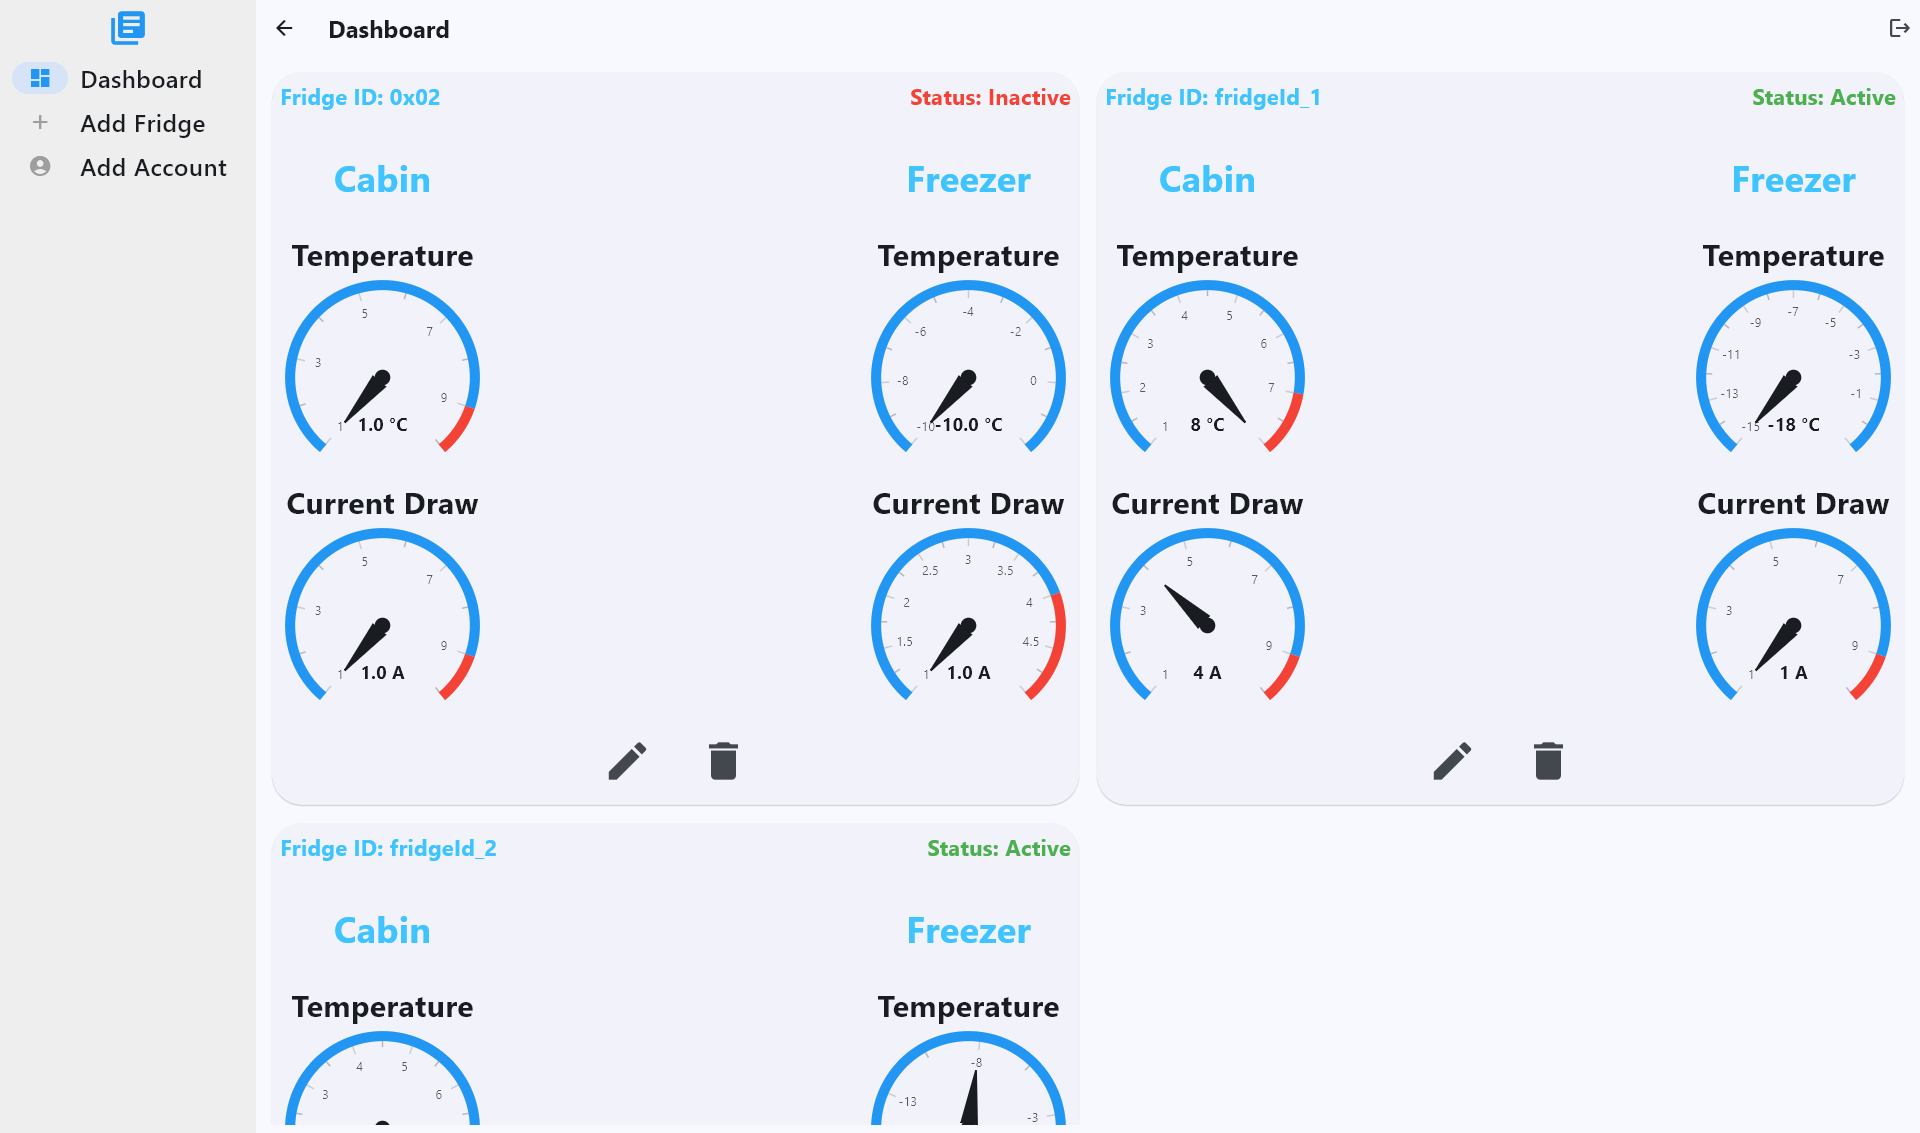 Dashboard
Add Fridge
Add Account
Dashboard
Fridge ID: 0x02
Status: Inactive
Cabin
Freezer
Temperature
1
3
5
7
9
1.0 °C
Temperature
-10
-8
-6
-4
-2
0
-10.0 °C
Current Draw
1
3
5
7
9
1.0 A
Current Draw
1
1.5
2
2.5
3
3.5
4
4.5
1.0 A
Fridge ID: fridgeId_1
Status: Active
Cabin
Freezer
Temperature
1
2
3
4
5
6
7
8 °C
Temperature
-15
-13
-11
-9
-7
-5
-3
-1
-18 °C
Current Draw
1
3
5
7
9
4 A
Current Draw
1
3
5
7
9
1 A
Fridge ID: fridgeId_2
Status: Active
Cabin
Freezer
Temperature
3
4
5
6
Temperature
-13
-8
-3